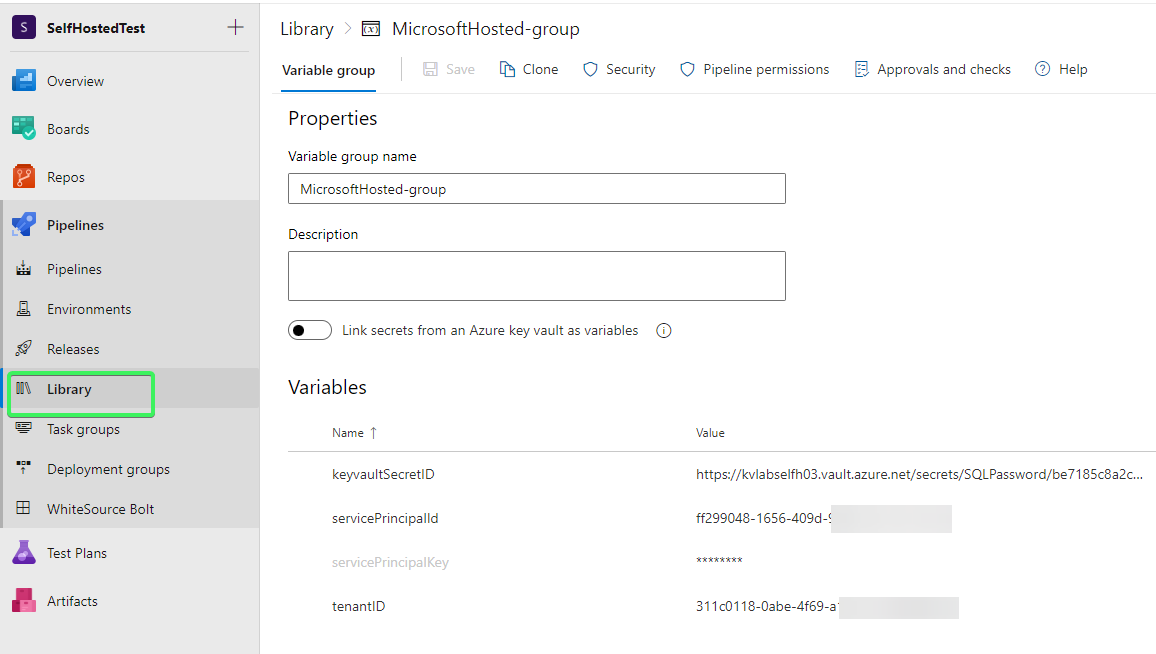 S SelfHostedTest
Overview
Boards
Repos
Pipelines
Pipelines
Environments
Releases
Library
Task groups
Deployment groups
WhiteSource Bolt
Test Plans
Artifacts
Library > MicrosoftHosted-group
Variable group Save Clone Security Pipeline permissions Approvals and checks Help
Properties
Variable group name
MicrosoftHosted-group
Description
Link secrets from an Azure key vault as variables
Variables
Name ↑ Value
keyvaultSecretID https://kvlabselfh03.vault.azure.net/secrets/SQLPassword/be7185c8a2c...
servicePrincipalId ff299048-1656-409d-
servicePrincipalKey ********
tenantID 311c0118-0abe-4f69-a